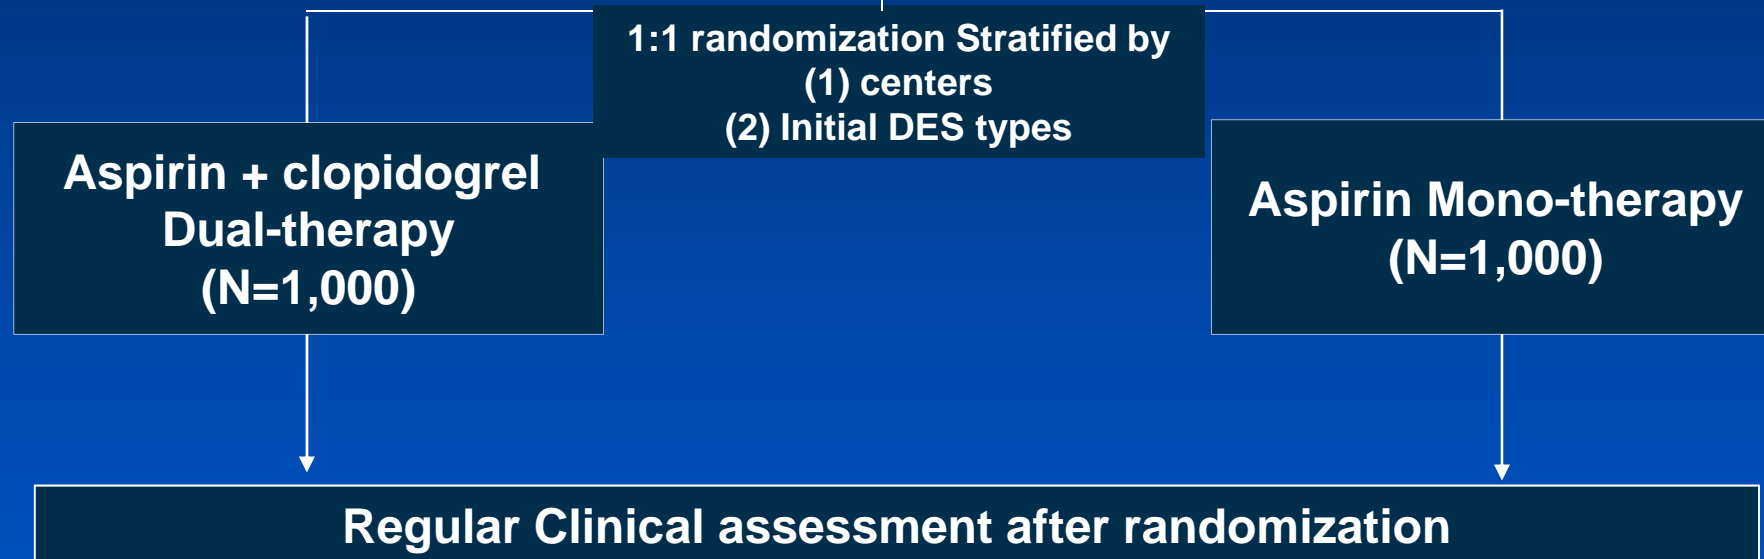 1:1 randomization Stratified by
(1) centers
(2) Initial DES types
Aspirin + clopidogrel
Dual-therapy
(N=1,000)
Aspirin Mono-therapy
(N=1,000)
Regular Clinical assessment after randomization